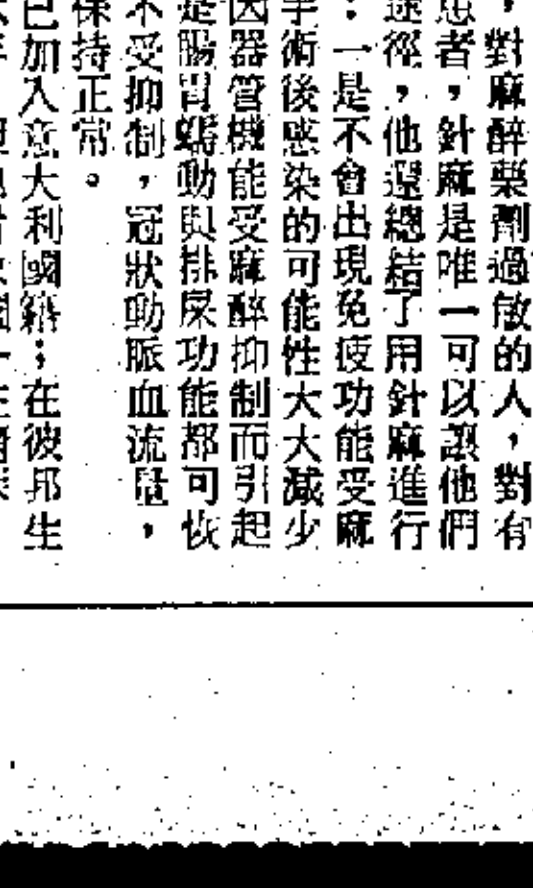 ，對麻醉藥劑過敏的人，對有
患者，針麻是唯一可以讓他們
途徑，他還總結了用針麻進行
：一是不會出現免疫功能受麻
手術後感染的可能性大大減少
因器管機能受麻醉抑制而引起
是腸胃蠕動與排尿功能都可恢
不受抑制，冠狀動脈血流量，
保持正常。
已加入意大利國籍；在彼邦生